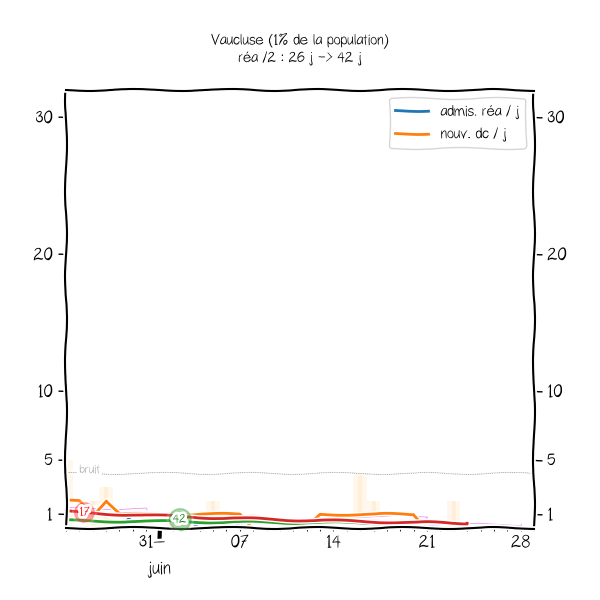 Vaucluse (1% de la population)
réa /2 : 26 j -> 42 j
admis. réa / j
nouv. dc / j
30 30
20 20
10 10
5 5
bruit
1 1
17
42
31 07 14 21 28
juin